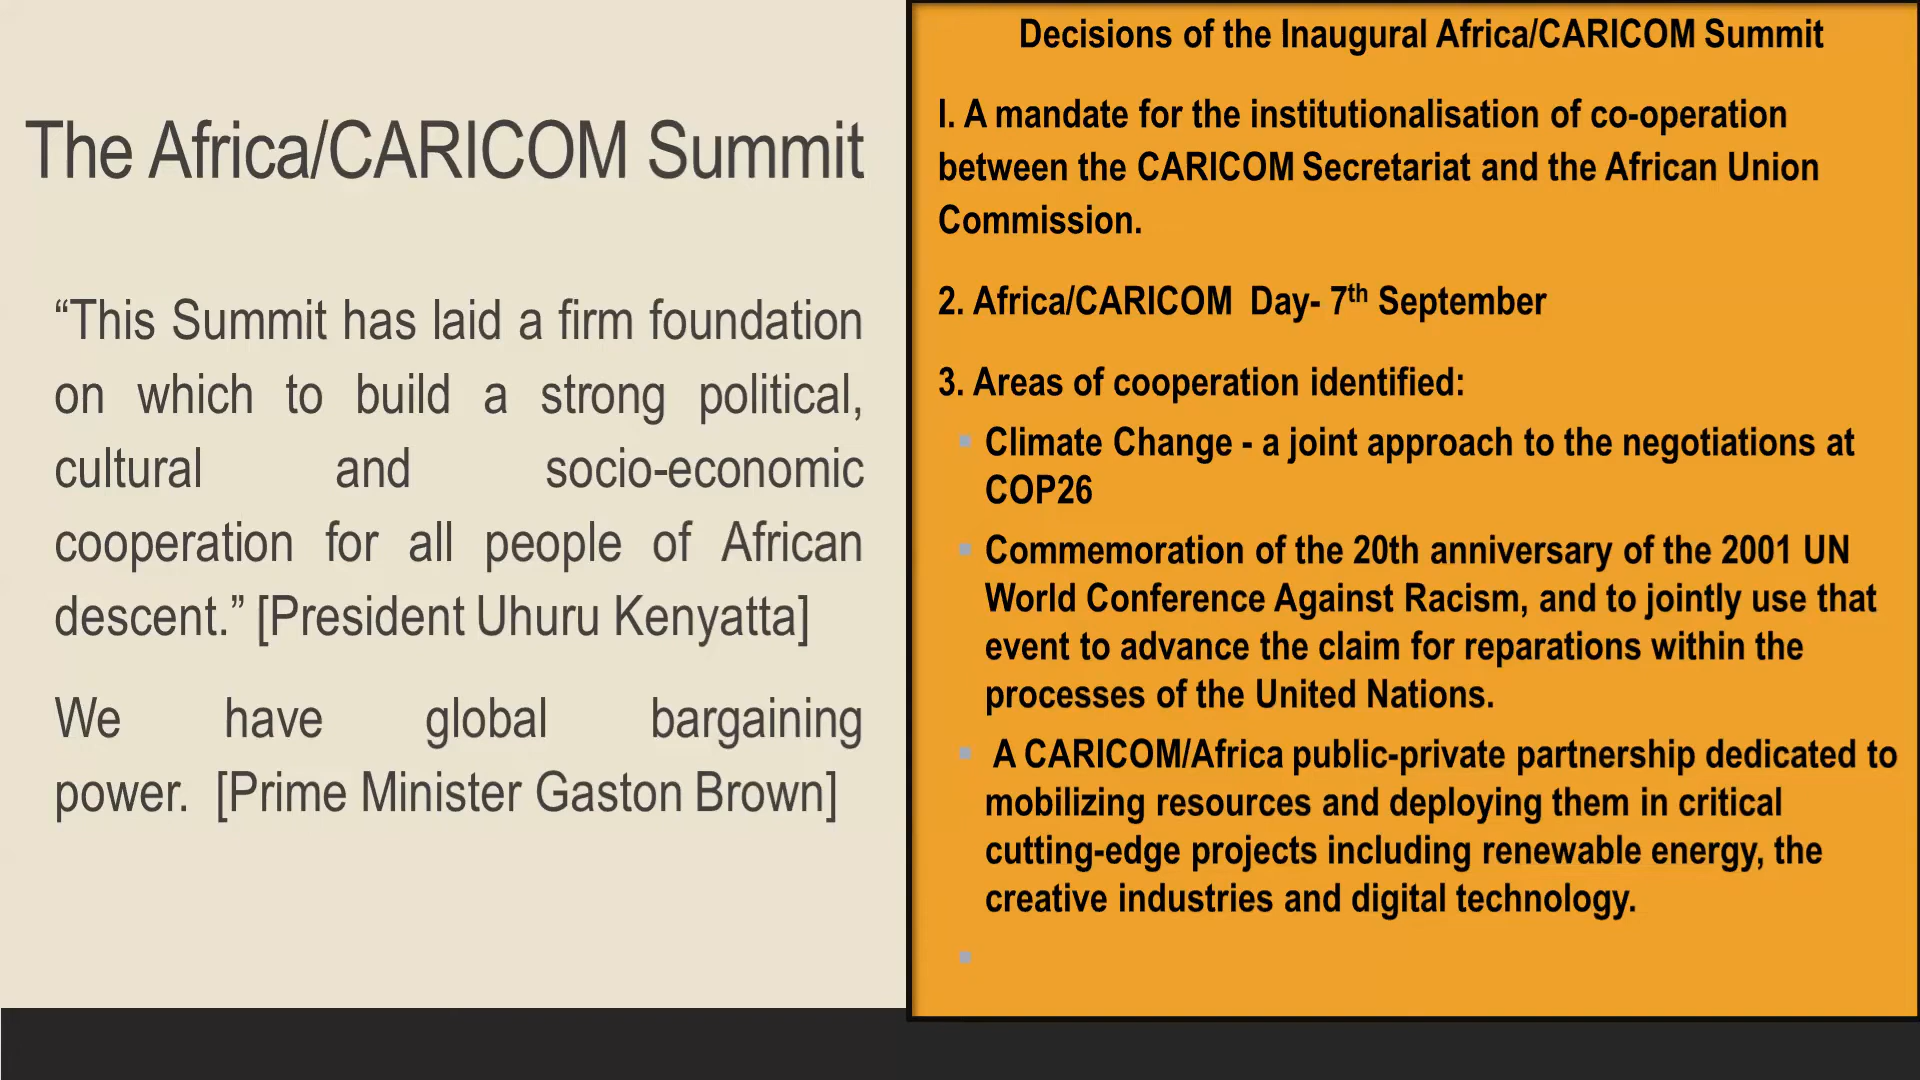 The Africa/CARICOM Summit
“This Summit has laid a firm foundation
on which to build a strong political,
cultural and socio-economic
cooperation for all people of African
descent.” [President Uhuru Kenyatta]
We have global bargaining
power. [Prime Minister Gaston Brown]
Decisions of the Inaugural Africa/CARICOM Summit
I. A mandate for the institutionalisation of co-operation
between the CARICOM Secretariat and the African Union
Commission.
2. Africa/CARICOM Day- 7th September
3. Areas of cooperation identified:
Climate Change - a joint approach to the negotiations at
COP26
Commemoration of the 20th anniversary of the 2001 UN
World Conference Against Racism, and to jointly use that
event to advance the claim for reparations within the
processes of the United Nations.
A CARICOM/Africa public-private partnership dedicated to
mobilizing resources and deploying them in critical
cutting-edge projects including renewable energy, the
creative industries and digital technology.